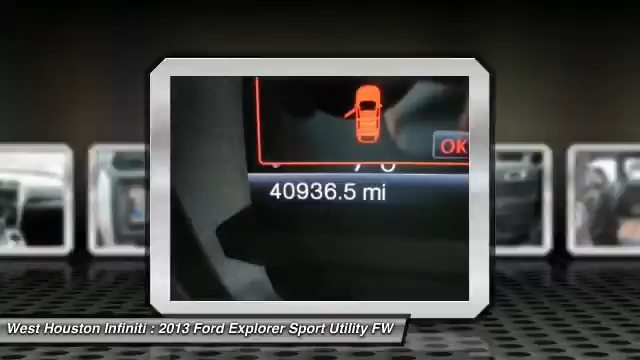 OK
40936.5 mi
West Houston Infiniti : 2013 Ford Explorer Sport Utility FW